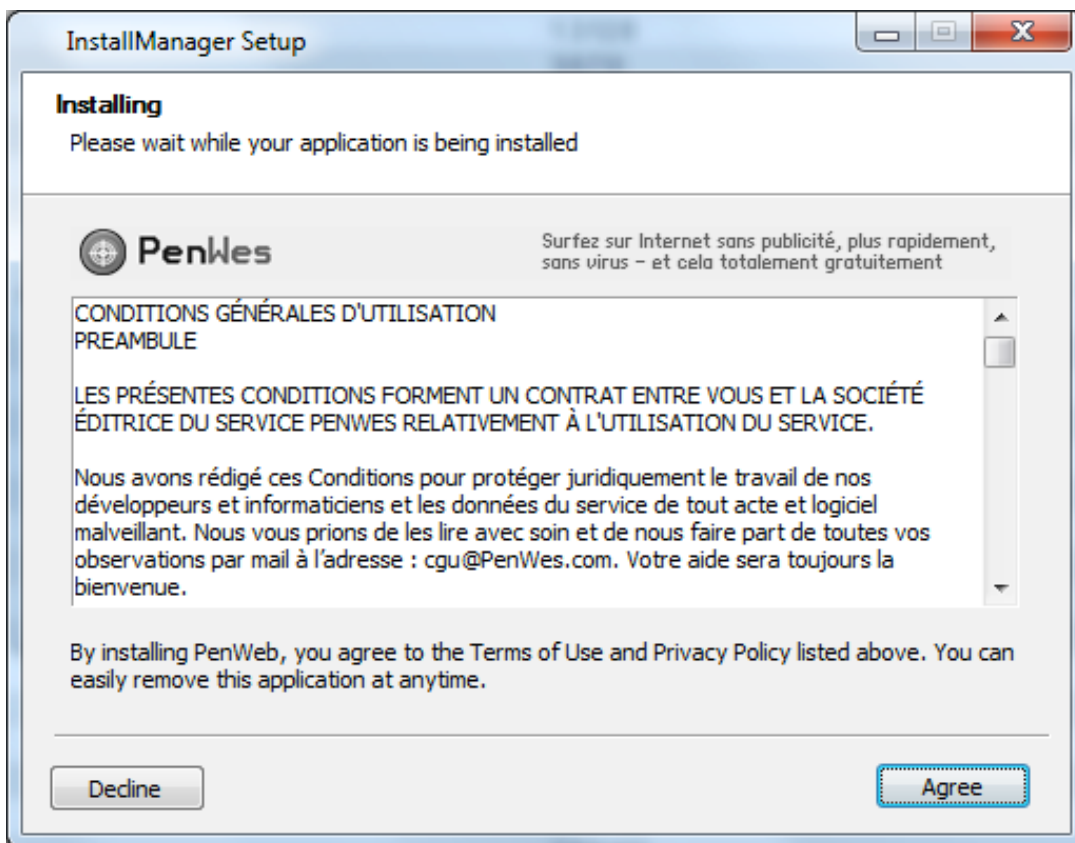 InstallManager Setup
Installing
Please wait while your application is being installed
PenWes
Surfez sur Internet sans publicité, plus rapidement,
sans virus - et cela totalement gratuitement
CONDITIONS GÉNÉRALES D'UTILISATION
PREAMBULE
LES PRÉSENTES CONDITIONS FORMENT UN CONTRAT ENTRE VOUS ET LA SOCIÉTÉ
ÉDITRICE DU SERVICE PENWES RELATIVEMENT À L'UTILISATION DU SERVICE.
Nous avons rédigé ces Conditions pour protéger juridiquement le travail de nos
développeurs et informaticiens et les données du service de tout acte et logiciel
malveillant. Nous vous prions de les lire avec soin et de nous faire part de toutes vos
observations par mail à l’adresse : cgu@PenWes.com. Votre aide sera toujours la
bienvenue.
By installing PenWeb, you agree to the Terms of Use and Privacy Policy listed above. You can
easily remove this application at anytime.
Decline
Agree